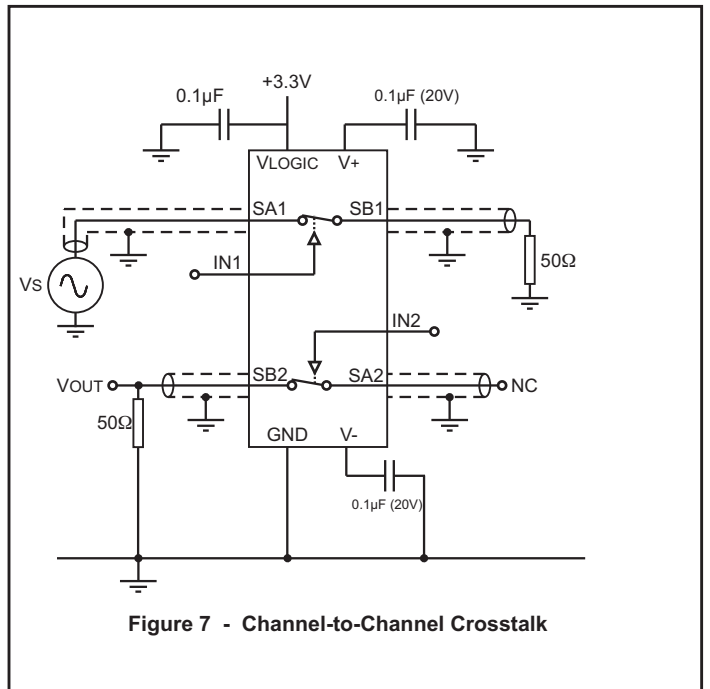 +3.3V
0.1µF
0.1µF (20V)
VLOGIC
V+
SA1
SB1
50Ω
IN1
VS
IN2
VOUT
SB2
SA2
NC
50Ω
GND
V-
0.1µF (20V)
Figure 7 - Channel-to-Channel Crosstalk